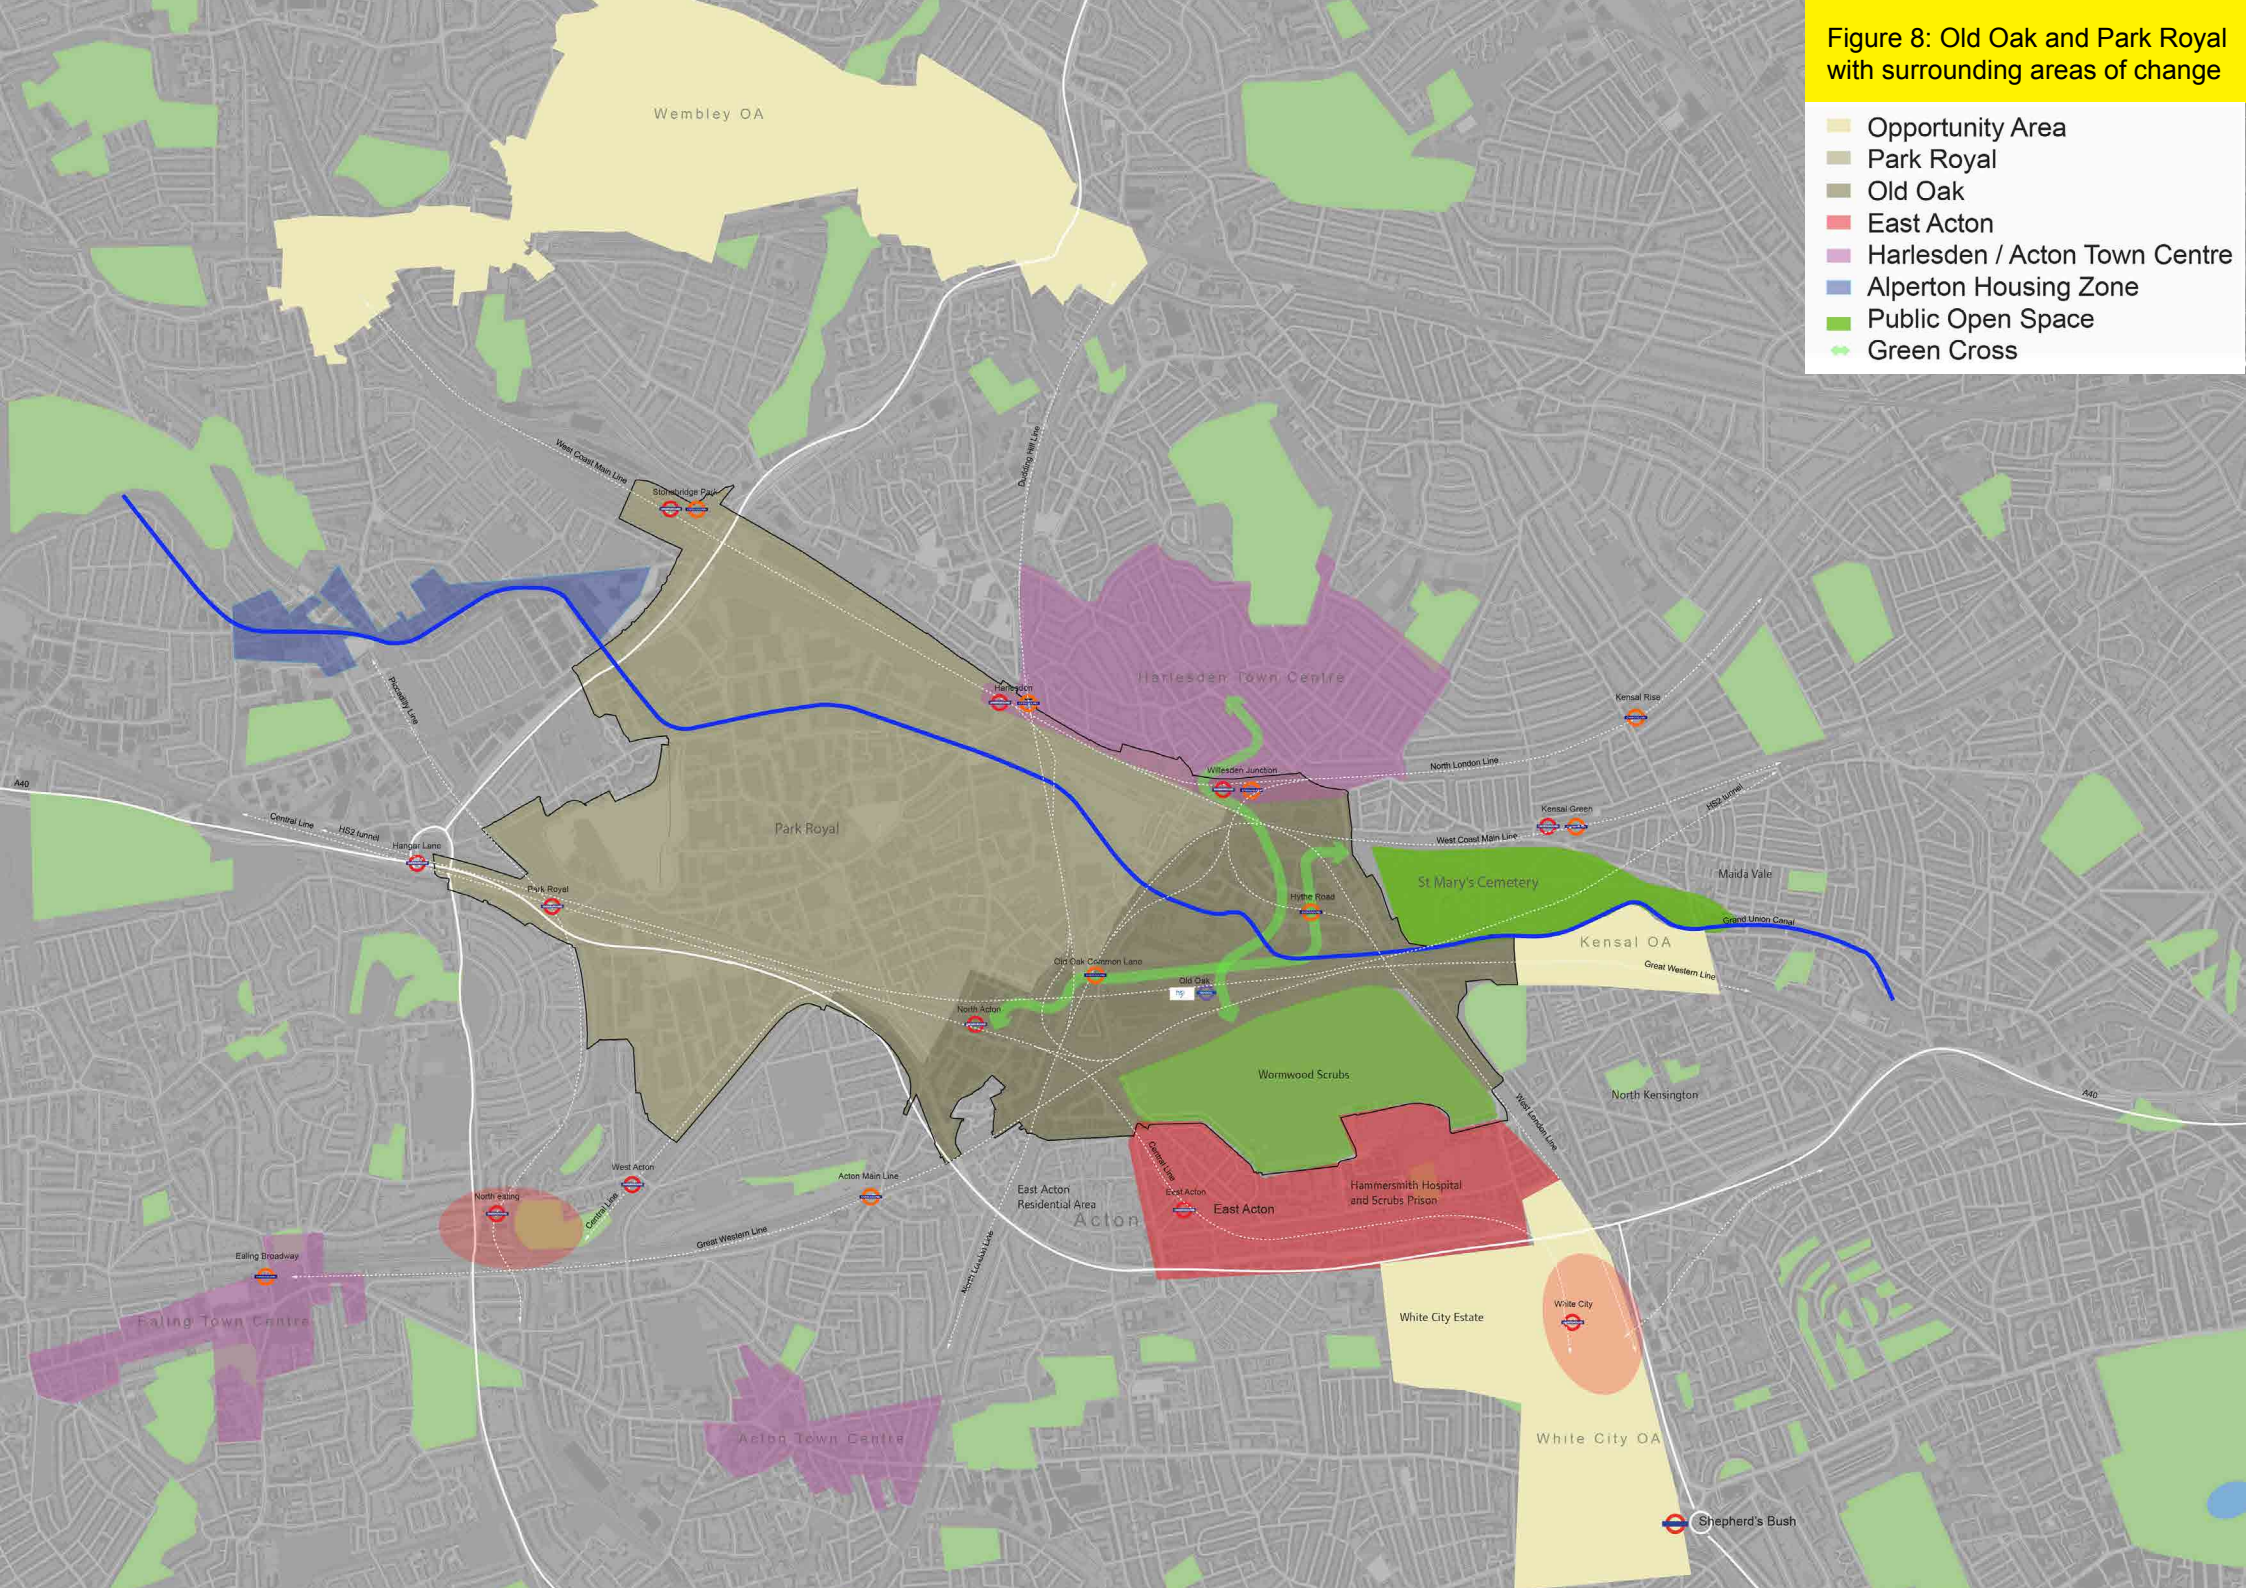 Figure 8: Old Oak and Park Royal
with surrounding areas of change
Opportunity Area
Park Royal
Old Oak
East Acton
Harlesden / Acton Town Centre
Alperton Housing Zone
Public Open Space
Green Cross
Wembley OA
West Coast Main Line
Stonebridge Park
Dudding Hill Line
Piccadilly Line
Harlesden
Harlesden Town Centre
Kensal Rise
North London Line
Willesden Junction
A40
Central Line
HS2 tunnel
Hangar Lane
Park Royal
Park Royal
HS2 tunnel
Kensal Green
West Coast Main Line
St Mary's Cemetery
Maida Vale
Hythe Road
Grand Union Canal
Kensal OA
Great Western Line
Old Oak Common Lane
Old Oak
North Acton
Wormwood Scrubs
North Kensington
A40
West London Line
Central Line
West Acton
Acton Main Line
North ealing
Central Line
East Acton
Residential Area
Acton
East Acton
East Acton
Hammersmith Hospital
and Scrubs Prison
Great Western Line
North London Line
Ealing Broadway
Ealing Town Centre
White City
White City Estate
Acton Town Centre
White City OA
Shepherd's Bush